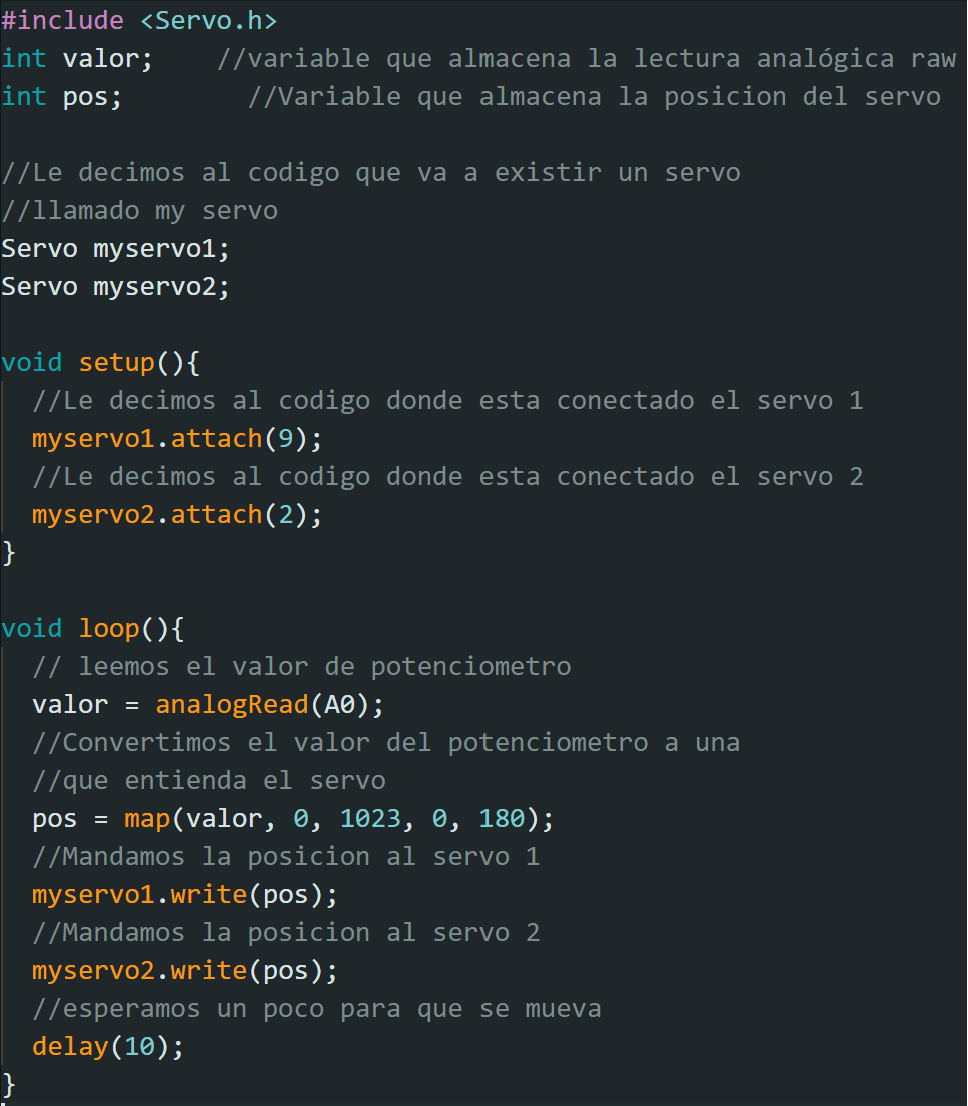 #include <Servo.h>
int valor;    //variable que almacena la lectura analógica raw
int pos;        //Variable que almacena la posicion del servo

//Le decimos al codigo que va a existir un servo
//llamado my servo
Servo myservo1;
Servo myservo2;

void setup(){
  //Le decimos al codigo donde esta conectado el servo 1
  myservo1.attach(9);
  //Le decimos al codigo donde esta conectado el servo 2
  myservo2.attach(2);
}

void loop(){
  // leemos el valor de potenciometro
  valor = analogRead(A0);
  //Convertimos el valor del potenciometro a una
  //que entienda el servo
  pos = map(valor, 0, 1023, 0, 180);
  //Mandamos la posicion al servo 1
  myservo1.write(pos);
  //Mandamos la posicion al servo 2
  myservo2.write(pos);
  //esperamos un poco para que se mueva
  delay(10);
}